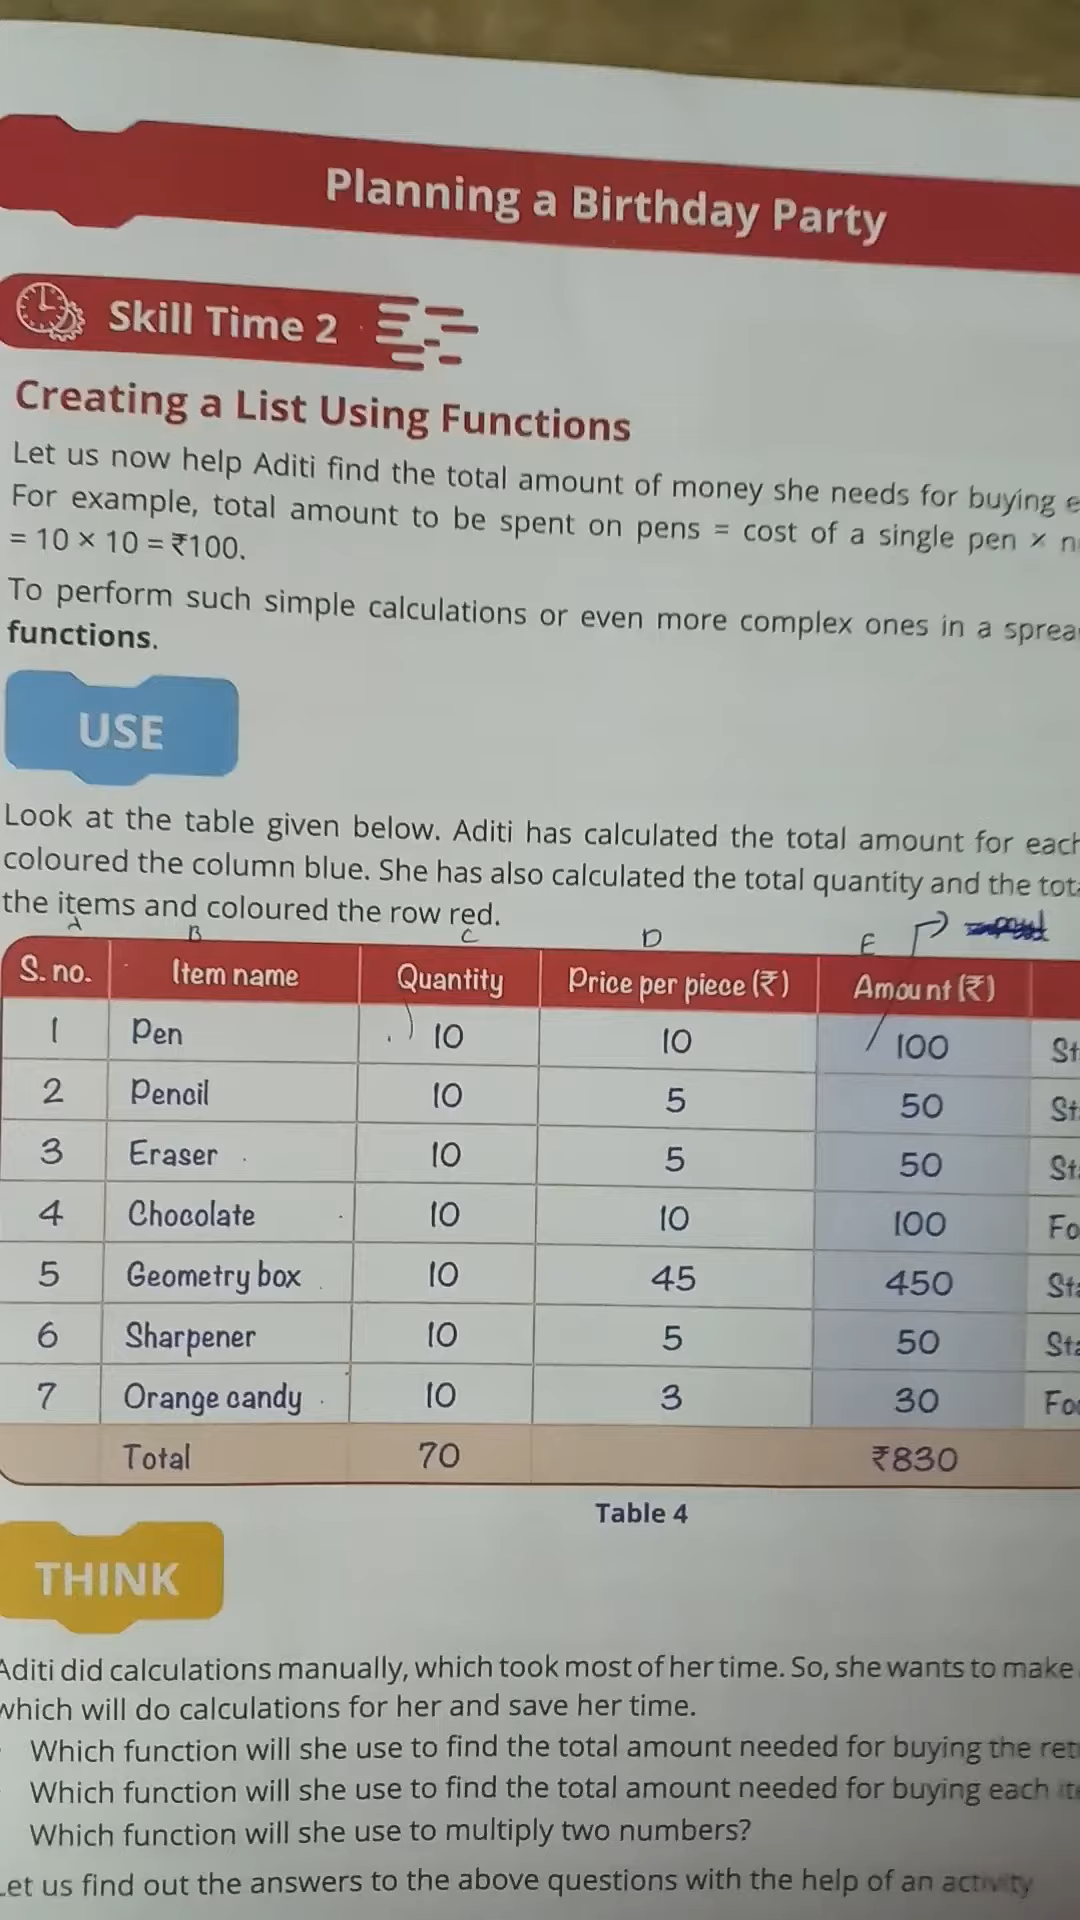 Planning a Birthday Party
Skill Time 2
Creating a List Using Functions
Let us now help Aditi find the total amount of money she needs for buying
For example, total amount to be spent on pens = cost of a single pen ×
= 10 × 10 = ₹100.
To perform such simple calculations or even more complex ones in a
functions.
USE
Look at the table given below. Aditi has calculated the total amount for each
coloured the column blue. She has also calculated the total quantity and the
the items and coloured the row red.
A B C D E
S. no. Item name Quantity Price per piece (₹) Amount (₹)
1 Pen 10 10 100
2 Pencil 10 5 50
3 Eraser 10 5 50
4 Chocolate 10 10 100
5 Geometry box 10 45 450
6 Sharpener 10 5 50
7 Orange candy 10 3 30
Total 70 ₹830
Table 4
THINK
Aditi did calculations manually, which took most of her time. So, she wants to make
which will do calculations for her and save her time.
Which function will she use to find the total amount needed for buying the
Which function will she use to find the total amount needed for buying each
Which function will she use to multiply two numbers?
Let us find out the answers to the above questions with the help of an activity